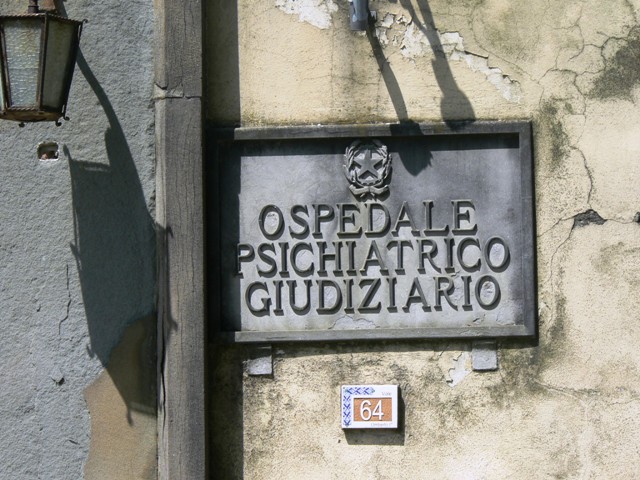 OSPEDALE
PSICHIATRICO
GIUDIZIARIO
64